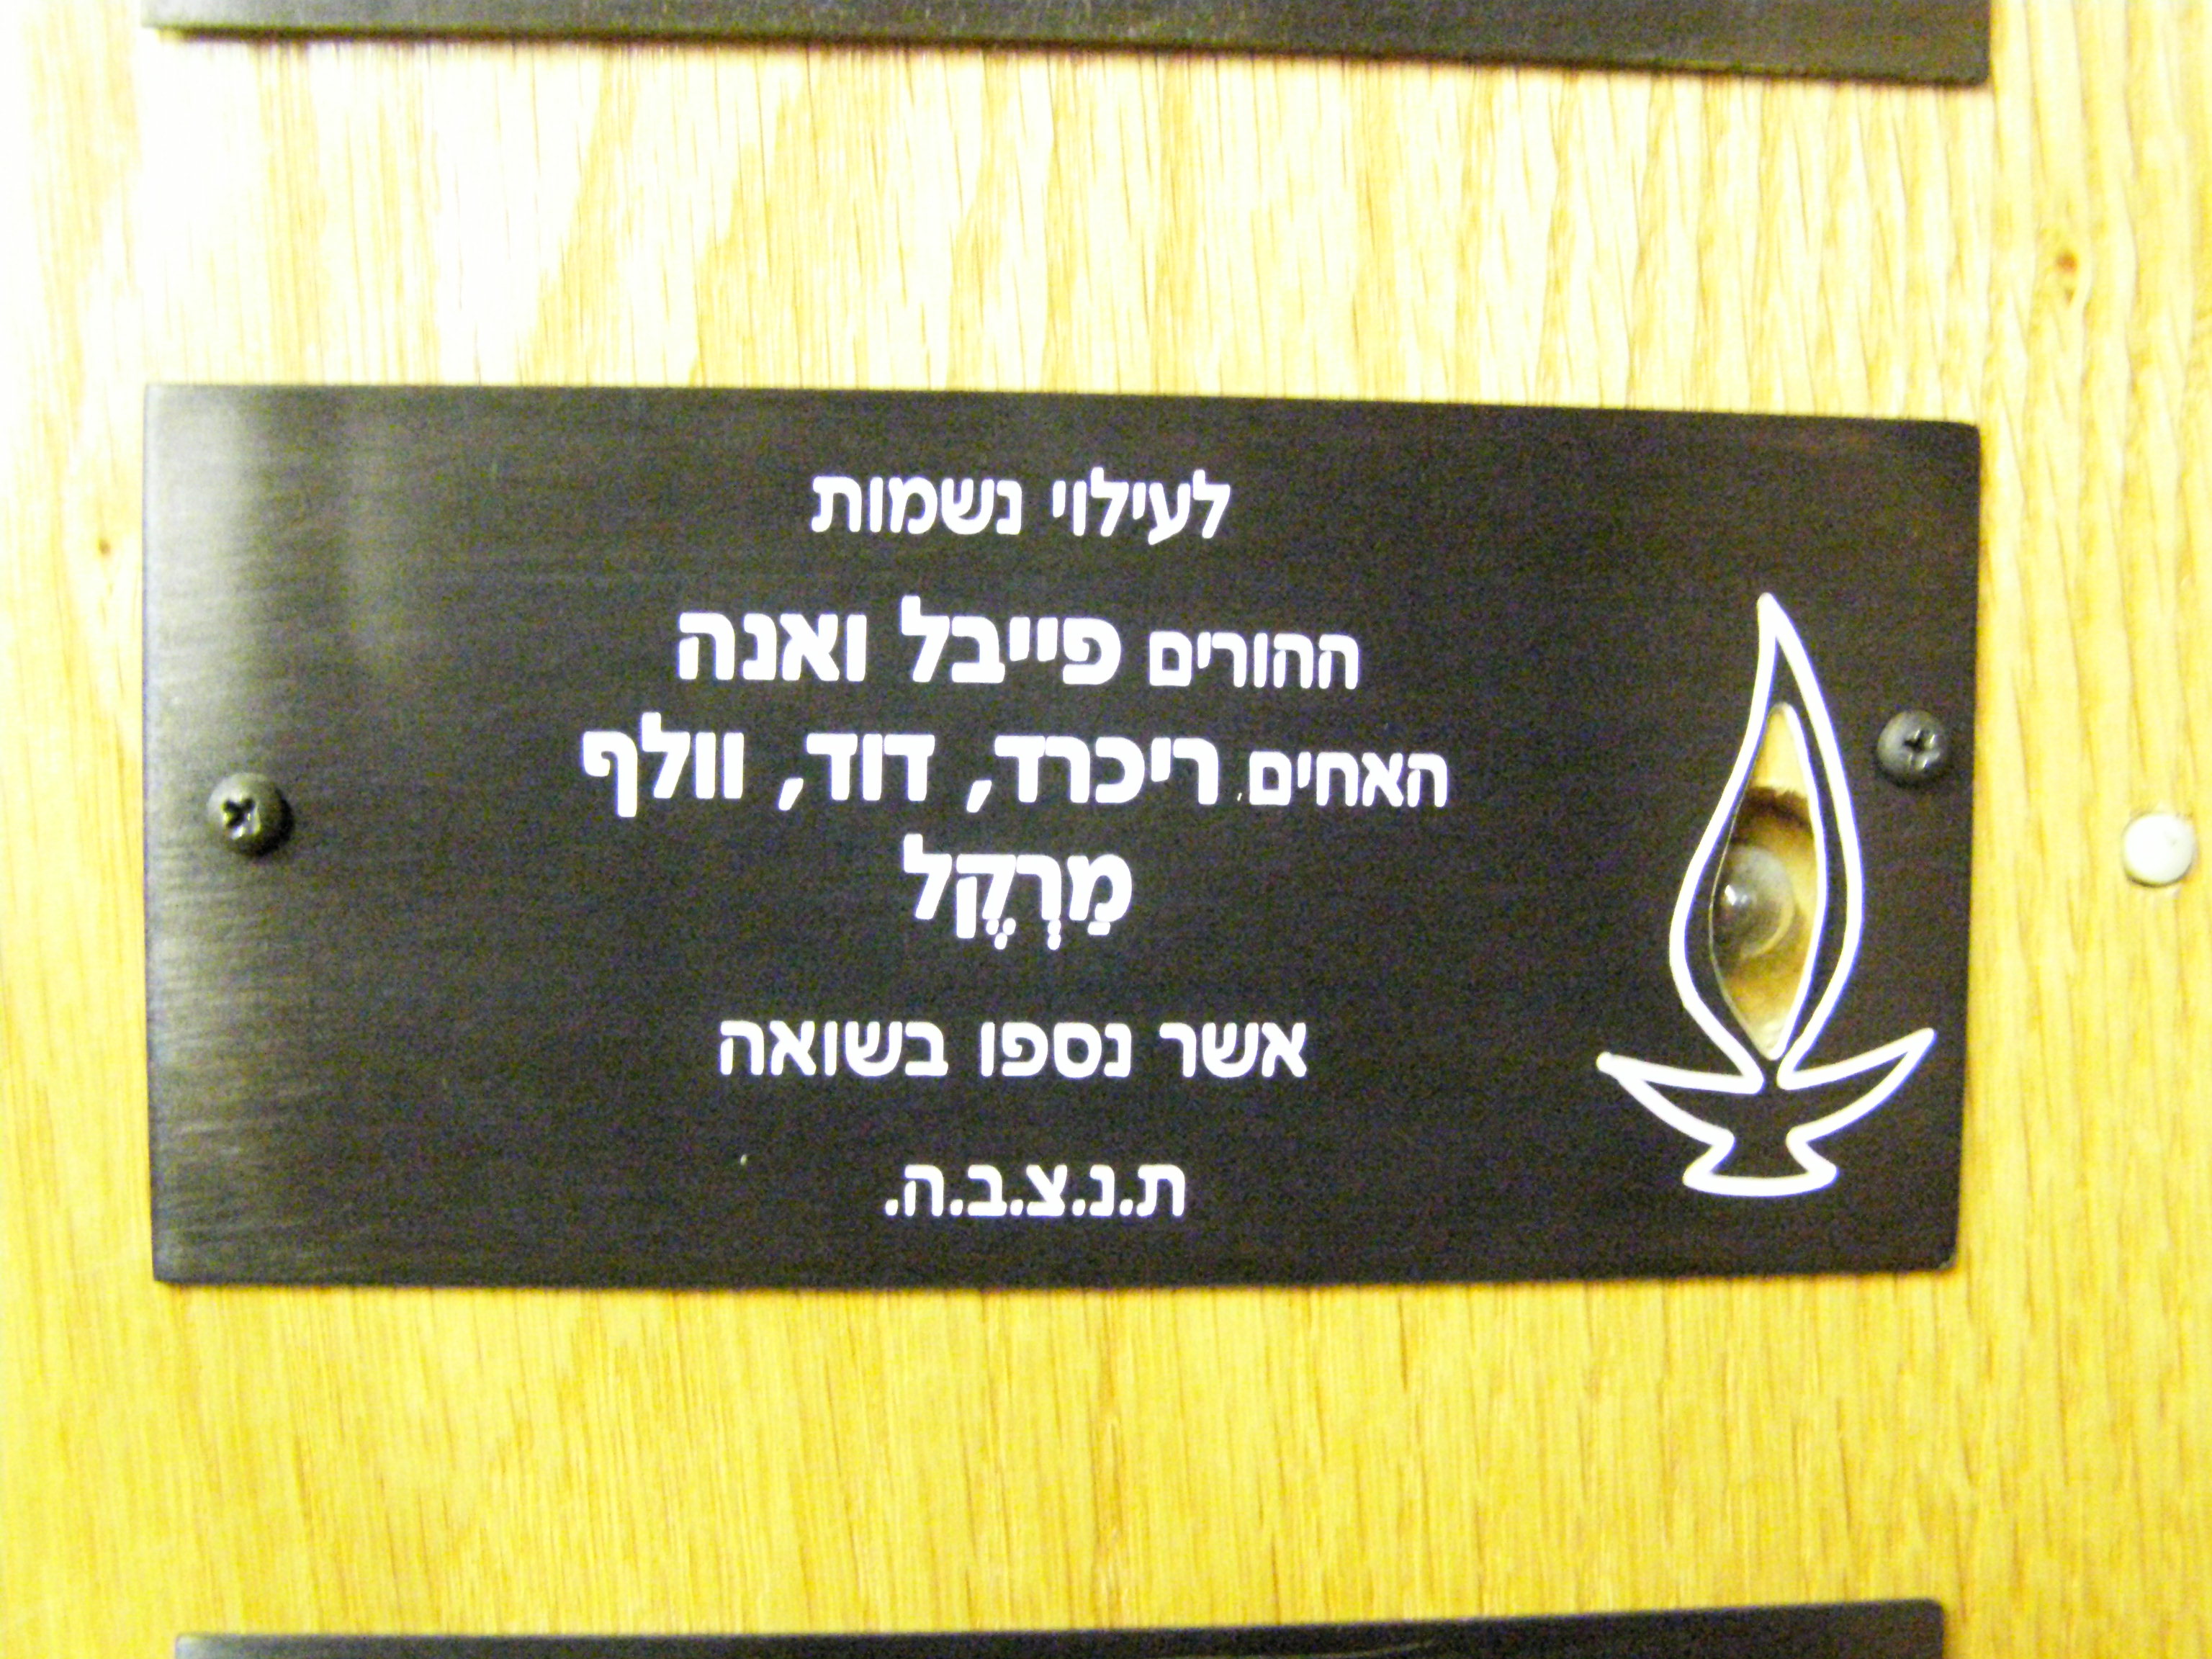 לעילוי נשמות
ההורים פייבל ואנה
האחים ריכרד, דוד, וולף
מַרְקֶל
אשר נספו בשואה
ת.נ.צ.ב.ה.